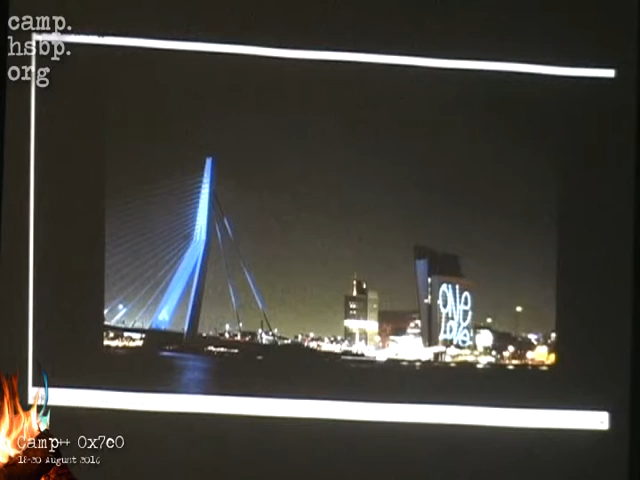 camp.
hsbp.
org
ONE
Love
Camp++ 0x7e0
18-20 August 2016